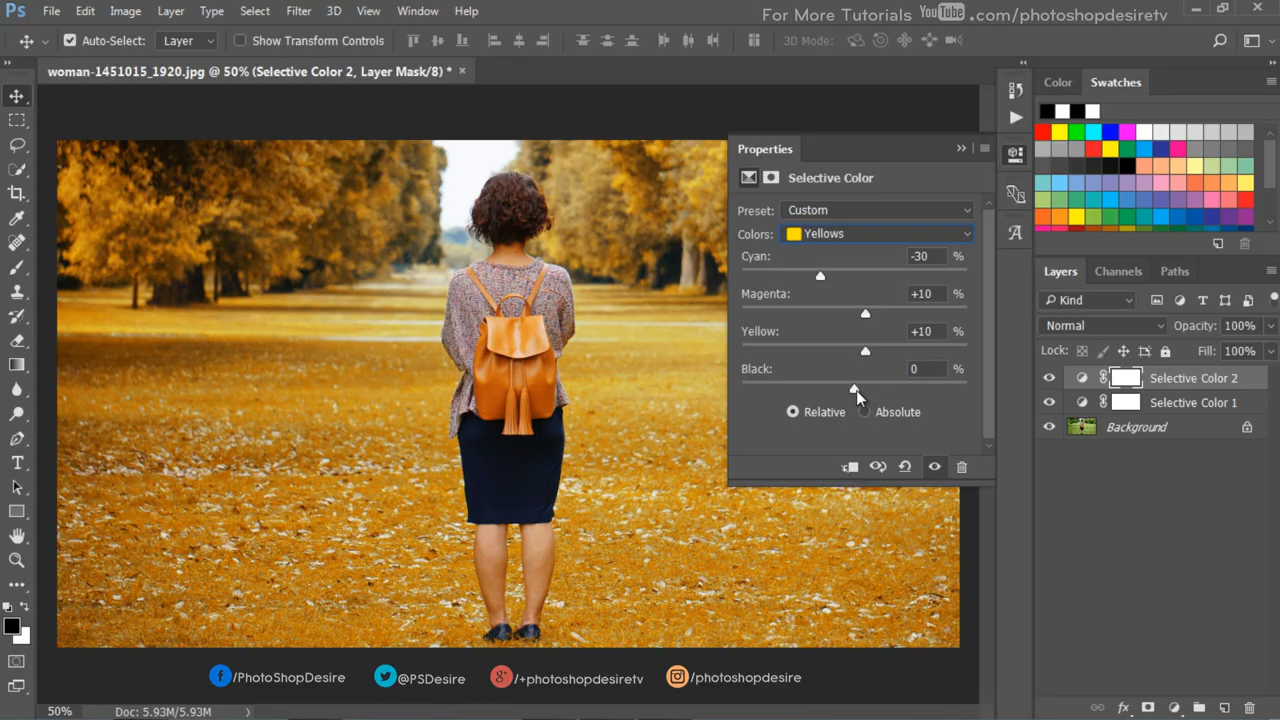 Ps File Edit Image Layer Type Select Filter 3D View Window Help
For More Tutorials YouTube .com/photoshopdesiretv
Auto-Select: Layer Show Transform Controls 3D Mode:
woman-1451015_1920.jpg @ 50% (Selective Color 2, Layer Mask/8) * ×
Color Swatches
Properties
Selective Color
Preset: Custom
Colors: Yellows
Cyan: -30 %
Magenta: +10 %
Yellow: +10 %
Black: 0 %
Relative Absolute
Layers Channels Paths
Kind
Normal Opacity: 100%
Lock: Fill: 100%
Selective Color 2
Selective Color 1
Background
/PhotoShopDesire @PSDesire /+photoshopdesiretv /photoshopdesire
50% Doc: 5.93M/5.93M